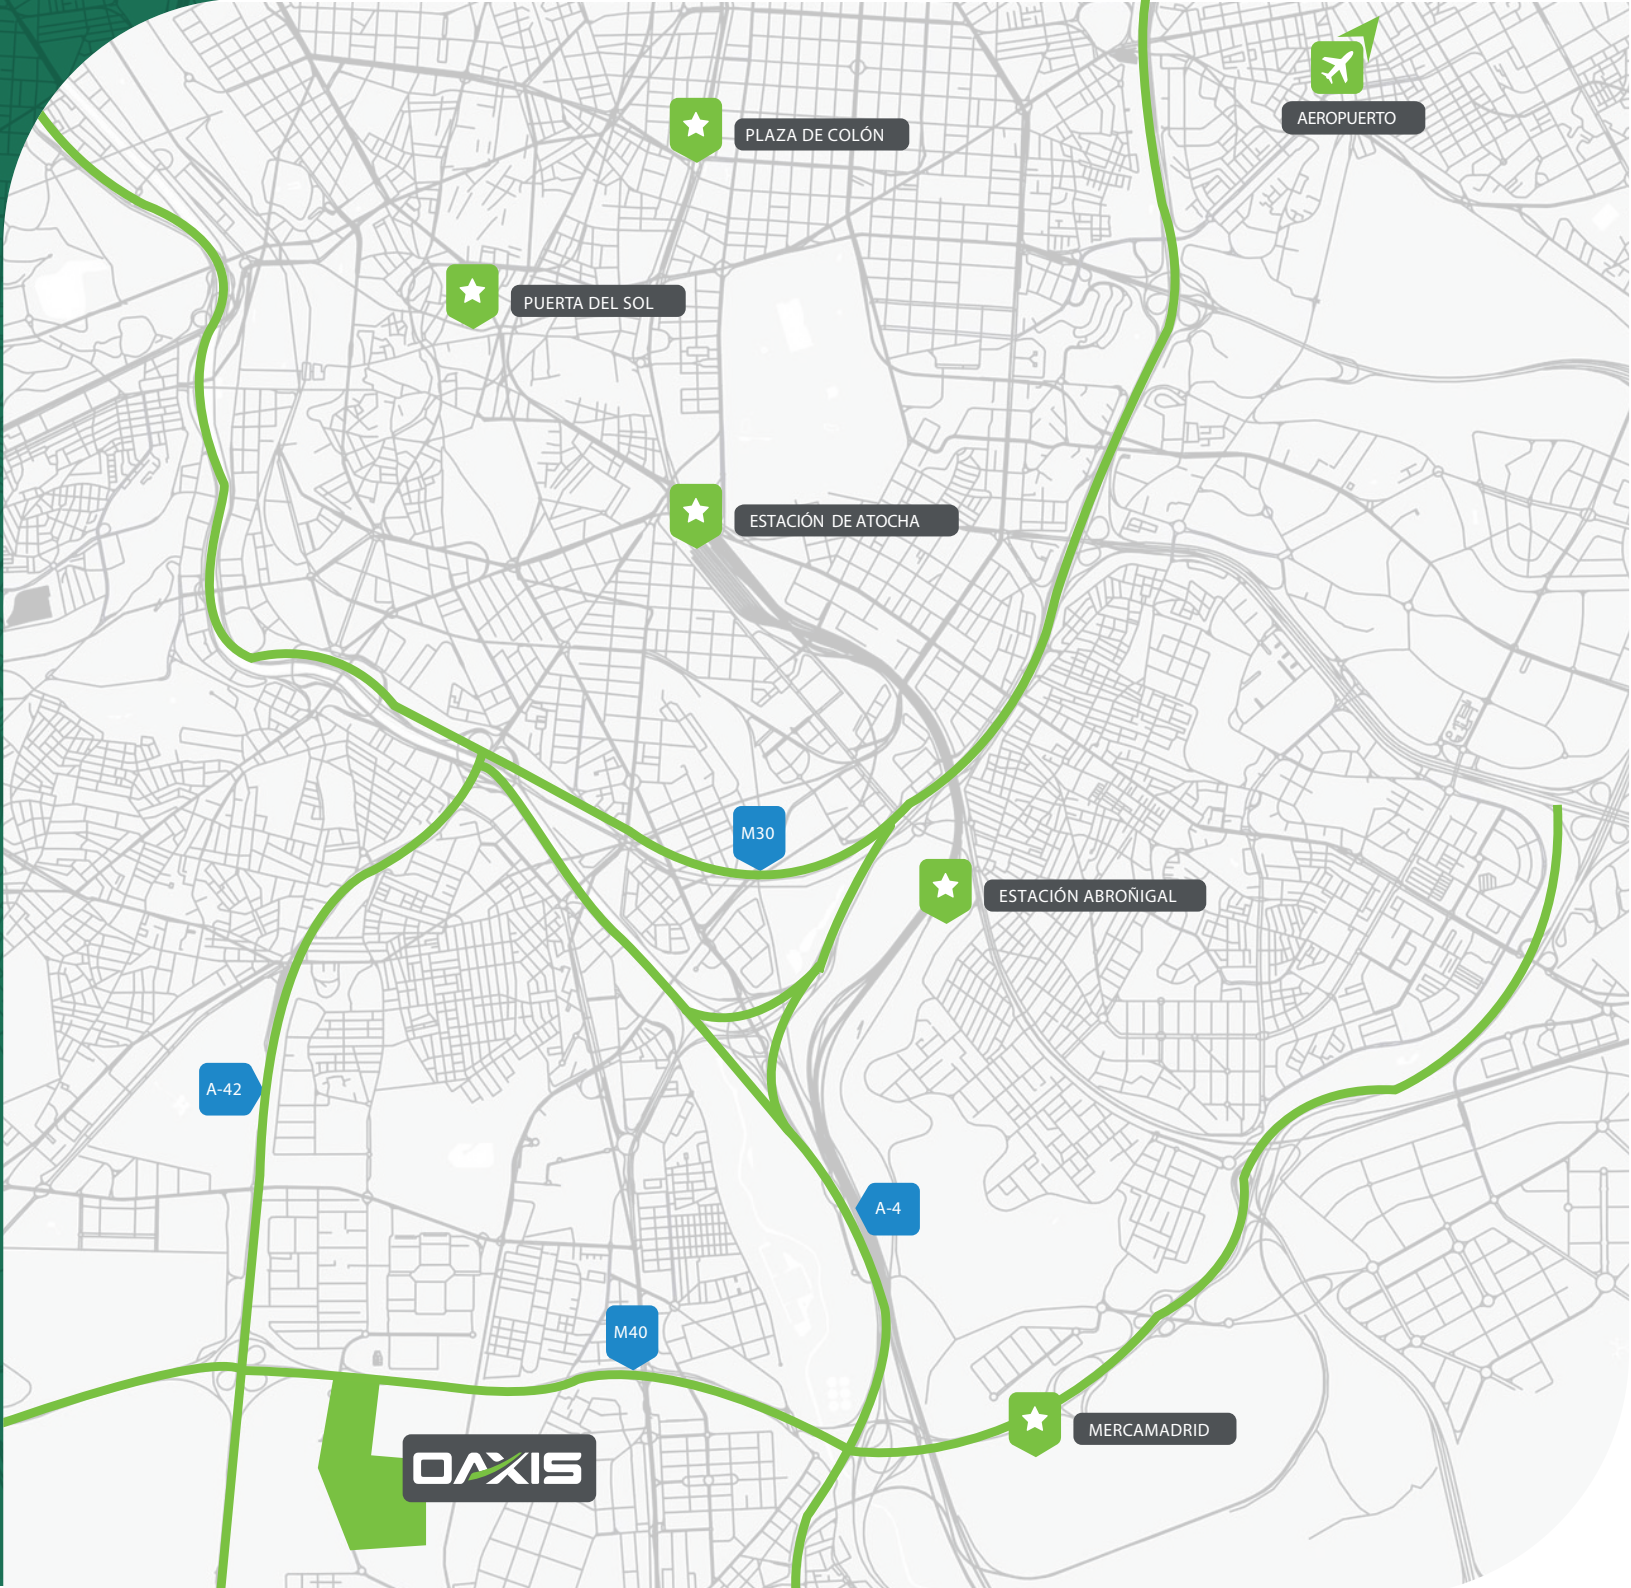 AEROPUERTO
PLAZA DE COLÓN
PUERTA DEL SOL
ESTACIÓN DE ATOCHA
M30
ESTACIÓN ABROÑIGAL
A-42
A-4
M40
MERCAMADRID
OAXIS